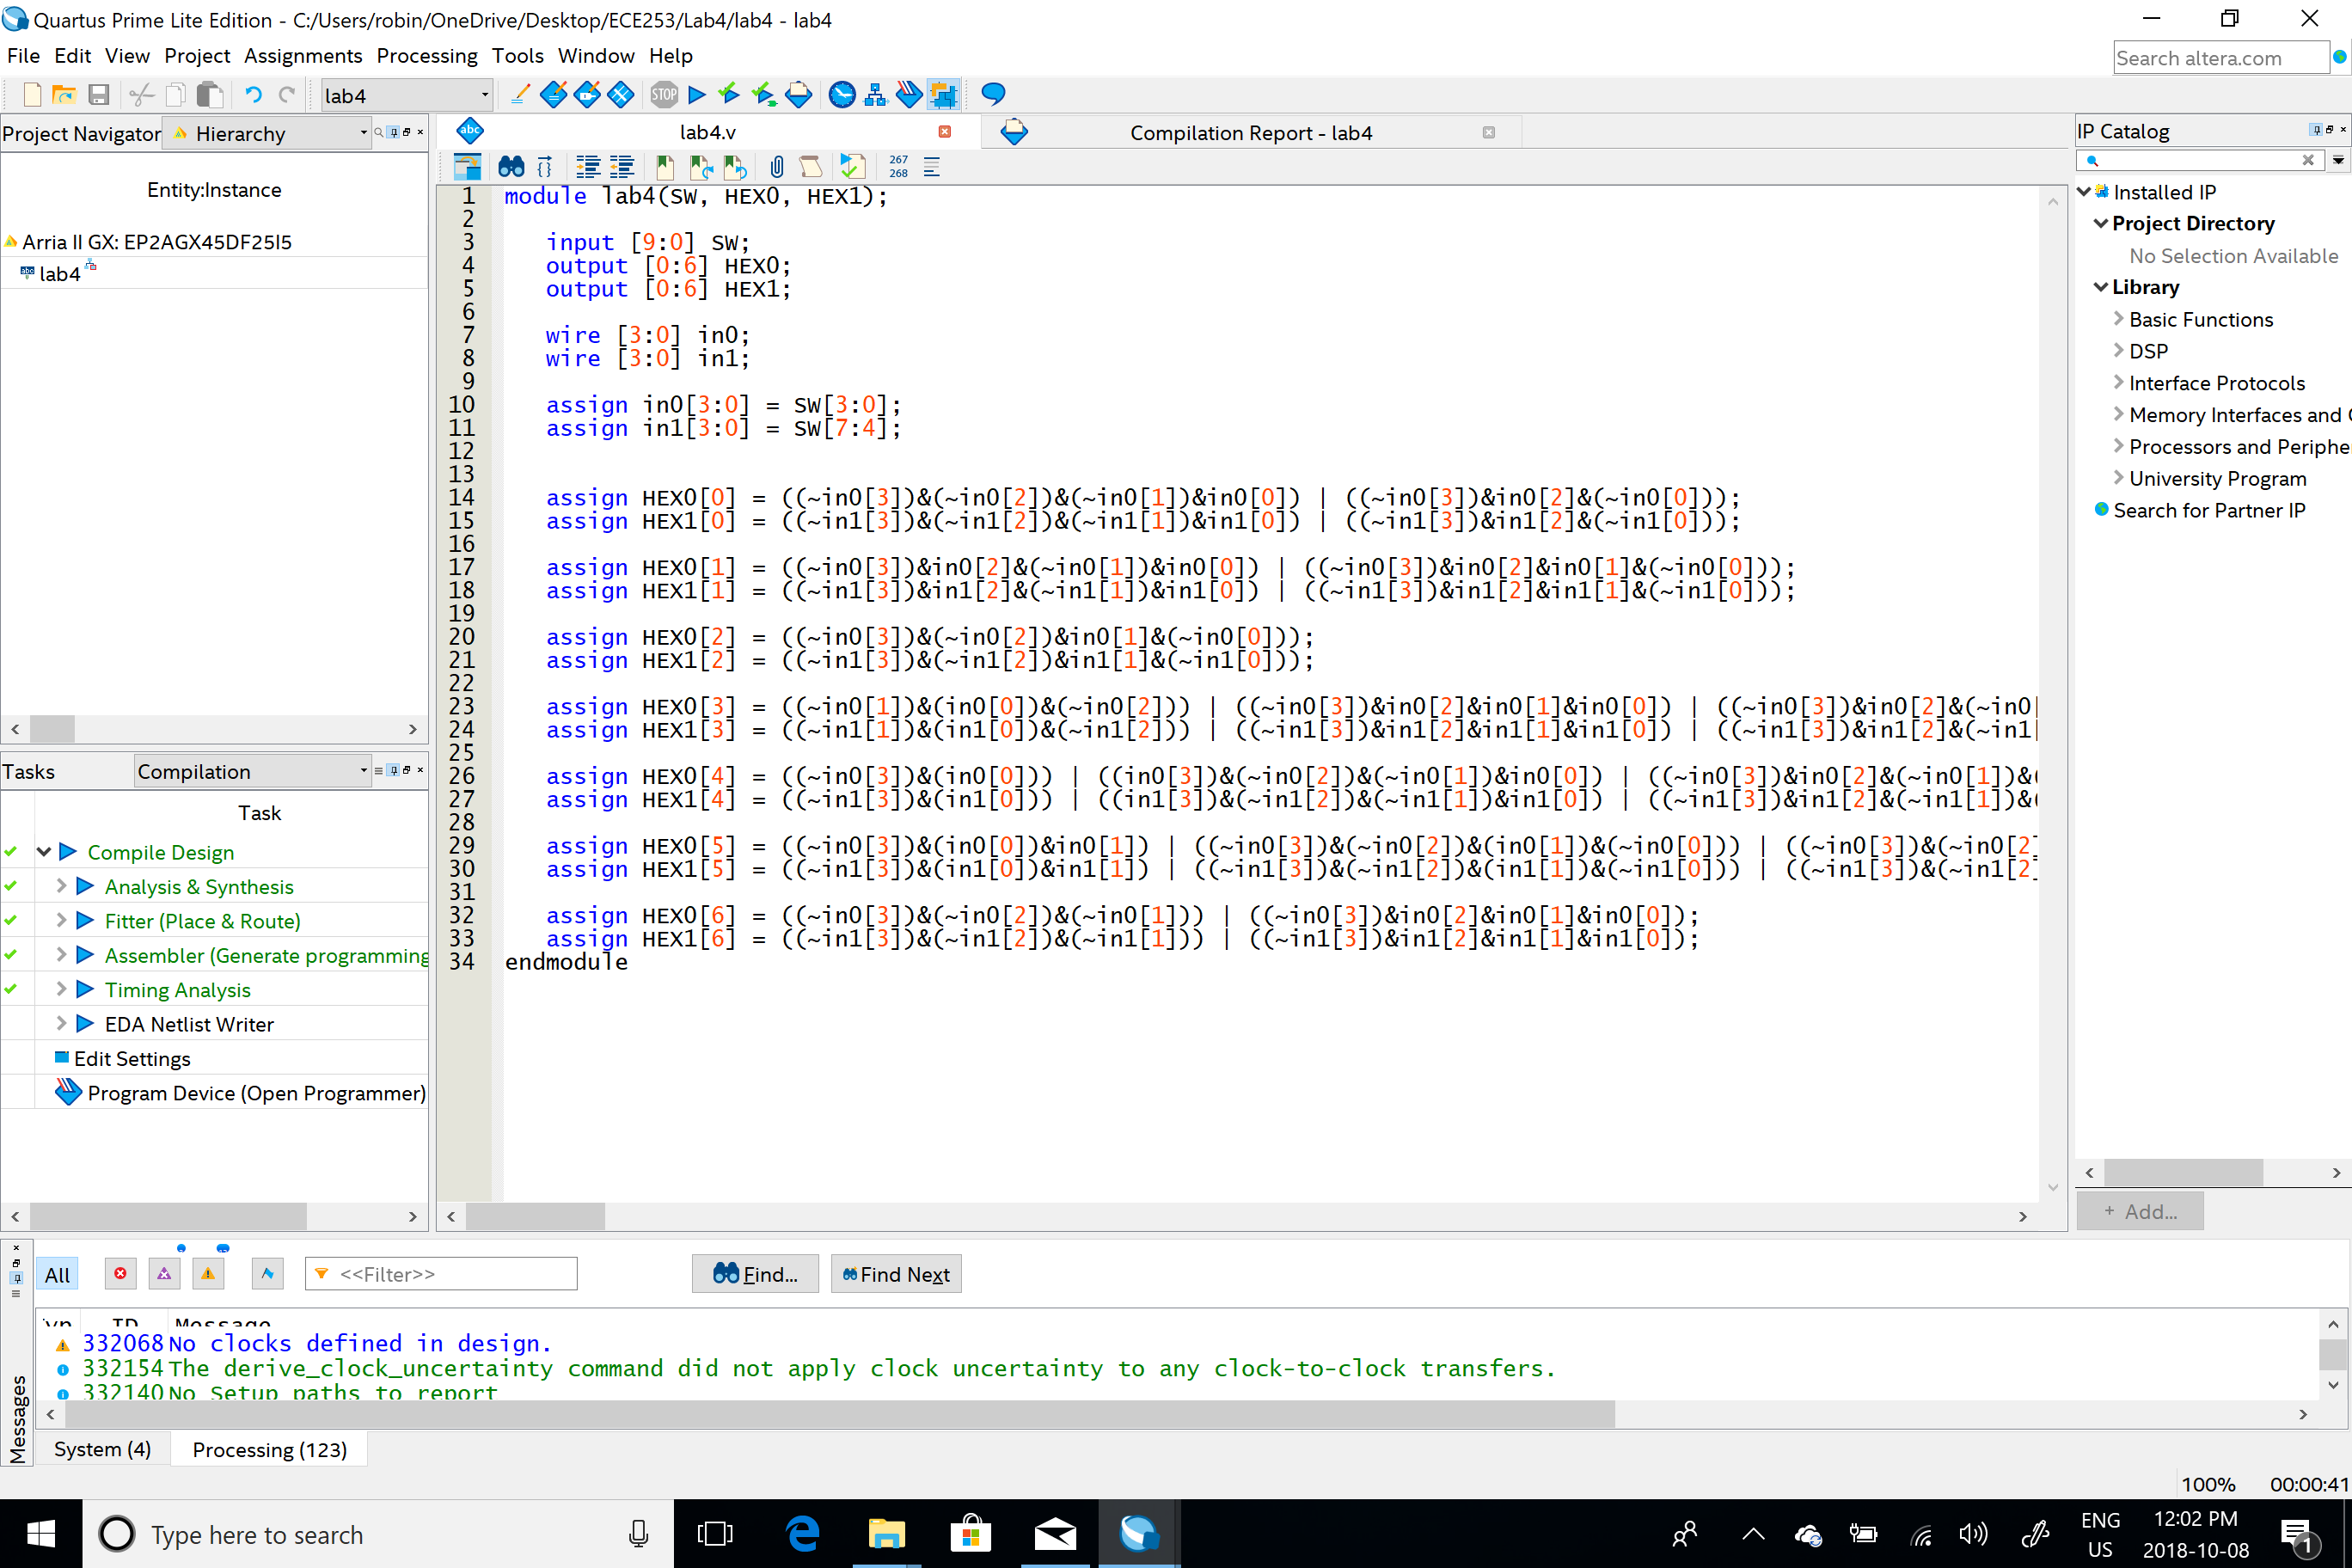 Quartus Prime Lite Edition - C:/Users/robin/OneDrive/Desktop/ECE253/Lab4/lab4 - lab4
File Edit View Project Assignments Processing Tools Window Help
Search altera.com
lab4
STOP
Project Navigator
Hierarchy
Entity:Instance
Arria II GX: EP2AGX45DF25I5
lab4
abc
lab4.v
Compilation Report - lab4
267
268
1 module lab4(SW, HEX0, HEX1);
2
3 input [9:0] SW;
4 output [0:6] HEX0;
5 output [0:6] HEX1;
6
7 wire [3:0] in0;
8 wire [3:0] in1;
9
10 assign in0[3:0] = SW[3:0];
11 assign in1[3:0] = SW[7:4];
12
13
14 assign HEX0[0] = ((~in0[3])&(~in0[2])&(~in0[1])&in0[0]) | ((~in0[3])&in0[2]&(~in0[0]));
15 assign HEX1[0] = ((~in1[3])&(~in1[2])&(~in1[1])&in1[0]) | ((~in1[3])&in1[2]&(~in1[0]));
16
17 assign HEX0[1] = ((~in0[3])&in0[2]&(~in0[1])&in0[0]) | ((~in0[3])&in0[2]&in0[1]&(~in0[0]));
18 assign HEX1[1] = ((~in1[3])&in1[2]&(~in1[1])&in1[0]) | ((~in1[3])&in1[2]&in1[1]&(~in1[0]));
19
20 assign HEX0[2] = ((~in0[3])&(~in0[2])&in0[1]&(~in0[0]));
21 assign HEX1[2] = ((~in1[3])&(~in1[2])&in1[1]&(~in1[0]));
22
23 assign HEX0[3] = ((~in0[1])&(in0[0])&(~in0[2])) | ((~in0[3])&in0[2]&in0[1]&in0[0]) | ((~in0[3])&in0[2]&(~in0[
24 assign HEX1[3] = ((~in1[1])&(in1[0])&(~in1[2])) | ((~in1[3])&in1[2]&in1[1]&in1[0]) | ((~in1[3])&in1[2]&(~in1[
25
26 assign HEX0[4] = ((~in0[3])&(in0[0])) | ((in0[3])&(~in0[2])&(~in0[1])&in0[0]) | ((~in0[3])&in0[2]&(~in0[1])&(
27 assign HEX1[4] = ((~in1[3])&(in1[0])) | ((in1[3])&(~in1[2])&(~in1[1])&in1[0]) | ((~in1[3])&in1[2]&(~in1[1])&(
28
29 assign HEX0[5] = ((~in0[3])&(in0[0])&in0[1]) | ((~in0[3])&(~in0[2])&(in0[1])&(~in0[0])) | ((~in0[3])&(~in0[2]
30 assign HEX1[5] = ((~in1[3])&(in1[0])&in1[1]) | ((~in1[3])&(~in1[2])&(in1[1])&(~in1[0])) | ((~in1[3])&(~in1[2]
31
32 assign HEX0[6] = ((~in0[3])&(~in0[2])&(~in0[1])) | ((~in0[3])&in0[2]&in0[1]&in0[0]);
33 assign HEX1[6] = ((~in1[3])&(~in1[2])&(~in1[1])) | ((~in1[3])&in1[2]&in1[1]&in1[0]);
34 endmodule
IP Catalog
Installed IP
Project Directory
No Selection Available
Library
Basic Functions
DSP
Interface Protocols
Memory Interfaces and
Processors and Periphe
University Program
Search for Partner IP
+ Add...
Tasks
Compilation
Task
Compile Design
Analysis & Synthesis
Fitter (Place & Route)
Assembler (Generate programming
Timing Analysis
EDA Netlist Writer
Edit Settings
Program Device (Open Programmer)
Messages
All
<<Filter>>
Find...
Find Next
ID Message
332068 No clocks defined in design.
332154 The derive_clock_uncertainty command did not apply clock uncertainty to any clock-to-clock transfers.
332140 No Setup paths to report
System (4)
Processing (123)
100% 00:00:41
Type here to search
ENG
US
12:02 PM
2018-10-08
1